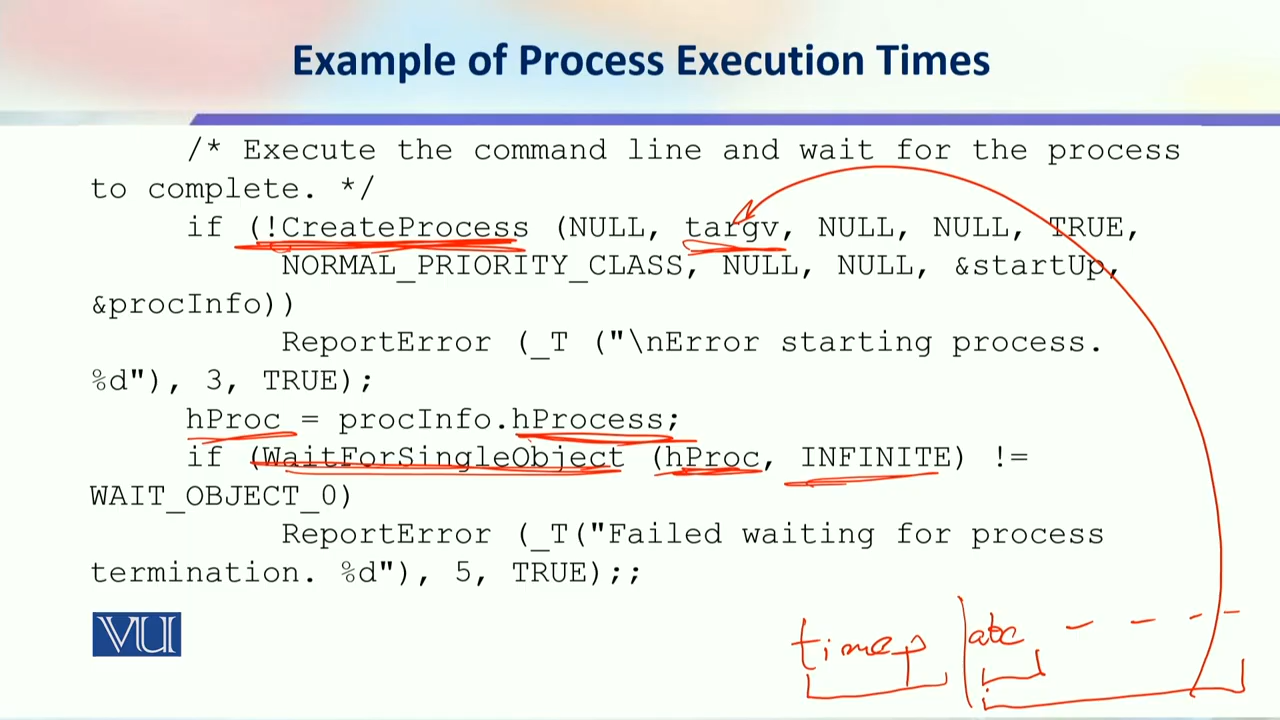 Example of Process Execution Times
/* Execute the command line and wait for the process
to complete. */
if (!CreateProcess (NULL, targv, NULL, NULL, TRUE,
NORMAL_PRIORITY_CLASS, NULL, NULL, &startUp,
&procInfo))
ReportError (_T ("\nError starting process.
%d"), 3, TRUE);
hProc = procInfo.hProcess;
if (WaitForSingleObject (hProc, INFINITE) !=
WAIT_OBJECT_0)
ReportError (_T("Failed waiting for process
termination. %d"), 5, TRUE);;
VU
timep | abc - - - -